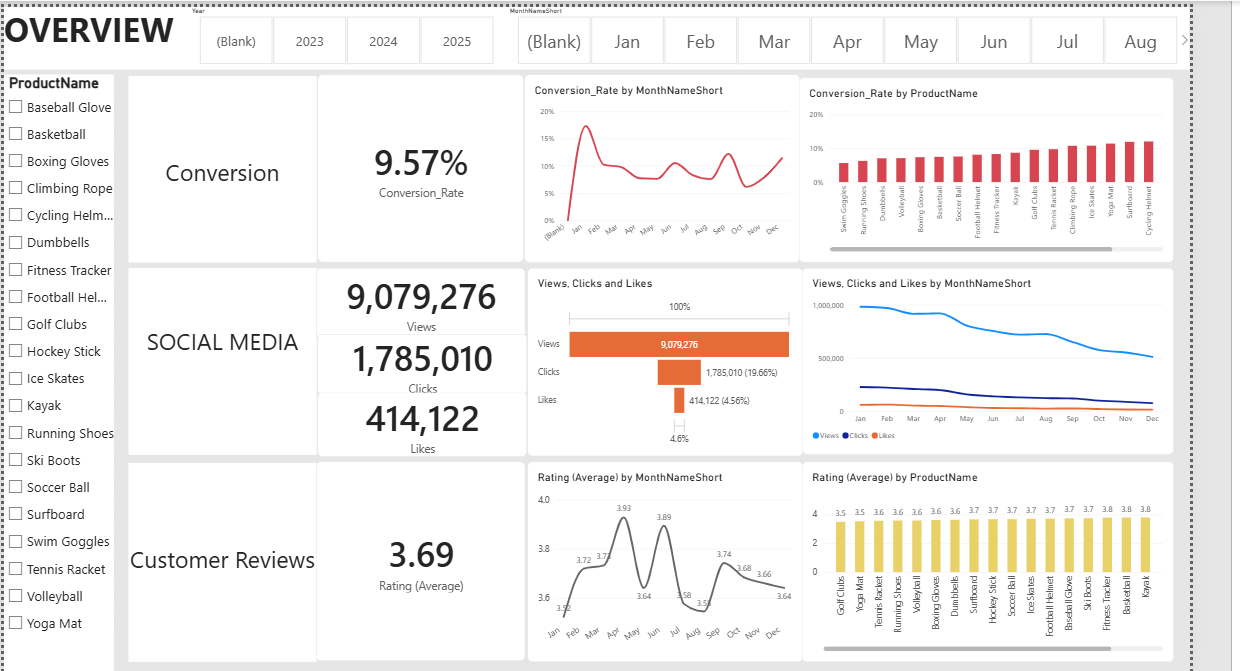 OVERVIEW
Year
(Blank) 2023 2024 2025
MonthNameShort
(Blank) Jan Feb Mar Apr May Jun Jul Aug
ProductName
Baseball Glove
Basketball
Boxing Gloves
Climbing Rope
Cycling Helm...
Dumbbells
Fitness Tracker
Football Hel...
Golf Clubs
Hockey Stick
Ice Skates
Kayak
Running Shoes
Ski Boots
Soccer Ball
Surfboard
Swim Goggles
Tennis Racket
Volleyball
Yoga Mat
Conversion
9.57%
Conversion_Rate
Conversion_Rate by MonthNameShort
20%
15%
10%
5%
0%
(Blank) Jan Feb Mar Apr May Jun Jul Aug Sep Oct Nov Dec
Conversion_Rate by ProductName
20%
10%
0%
Swim Goggles
Running Shoes
Dumbbells
Volleyball
Boxing Gloves
Basketball
Soccer Ball
Football Helmet
Fitness Tracker
Kayak
Golf Clubs
Tennis Racket
Climbing Rope
Ice Skates
Yoga Mat
Surfboard
Cycling Helmet
SOCIAL MEDIA
9,079,276
Views
1,785,010
Clicks
414,122
Likes
Views, Clicks and Likes
100%
Views 9,079,276
Clicks 1,785,010 (19.66%)
Likes 414,122 (4.56%)
4.6%
Views, Clicks and Likes by MonthNameShort
1,000,000
500,000
0
Jan Feb Mar Apr May Jun Jul Aug Sep Oct Nov Dec
Views Clicks Likes
Customer Reviews
3.69
Rating (Average)
Rating (Average) by MonthNameShort
4.0
3.8
3.6
3.52 3.72 3.73 3.93 3.64 3.89 3.58 3.55 3.74 3.68 3.66 3.64
Jan Feb Mar Apr May Jun Jul Aug Sep Oct Nov Dec
Rating (Average) by ProductName
4
2
0
3.5 3.5 3.6 3.6 3.6 3.6 3.6 3.7 3.7 3.7 3.7 3.7 3.7 3.7 3.8 3.8 3.8
Golf Clubs
Yoga Mat
Tennis Racket
Running Shoes
Volleyball
Boxing Gloves
Dumbbells
Surfboard
Hockey Stick
Soccer Ball
Ice Skates
Football Helmet
Baseball Glove
Ski Boots
Fitness Tracker
Basketball
Kayak